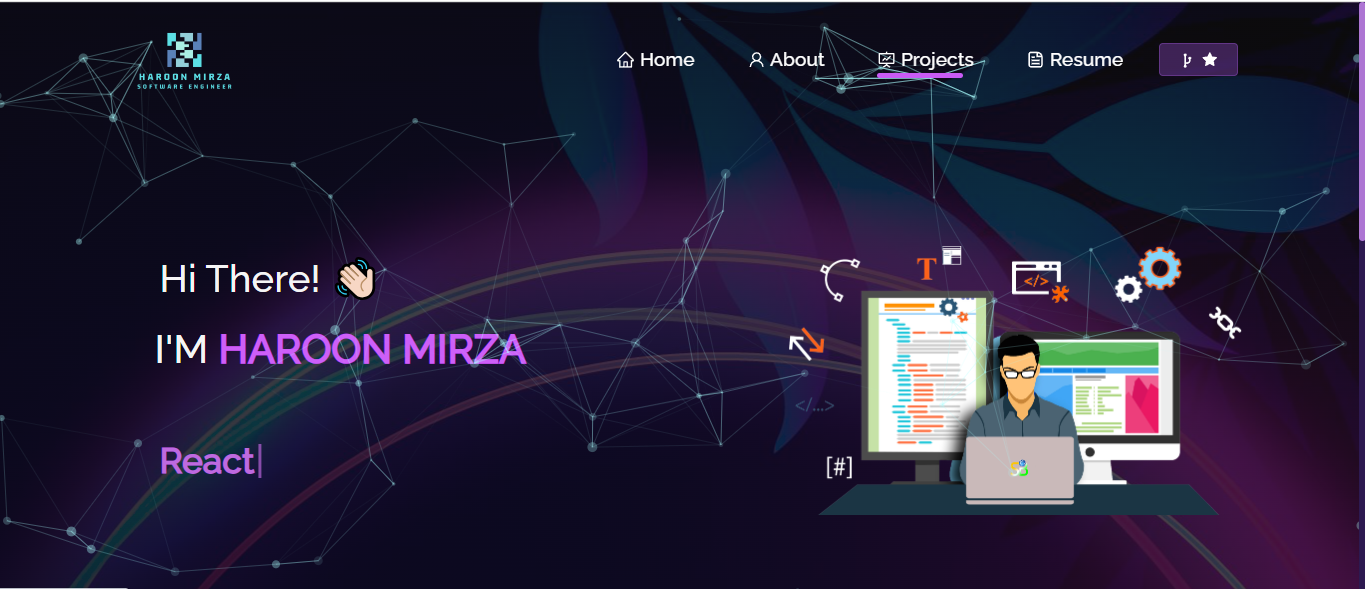 HAROON MIRZA
SOFTWARE ENGINEER
Home
About
Projects
Resume
Hi There!
I'M HAROON MIRZA
React
T
</>
</...>
[#]